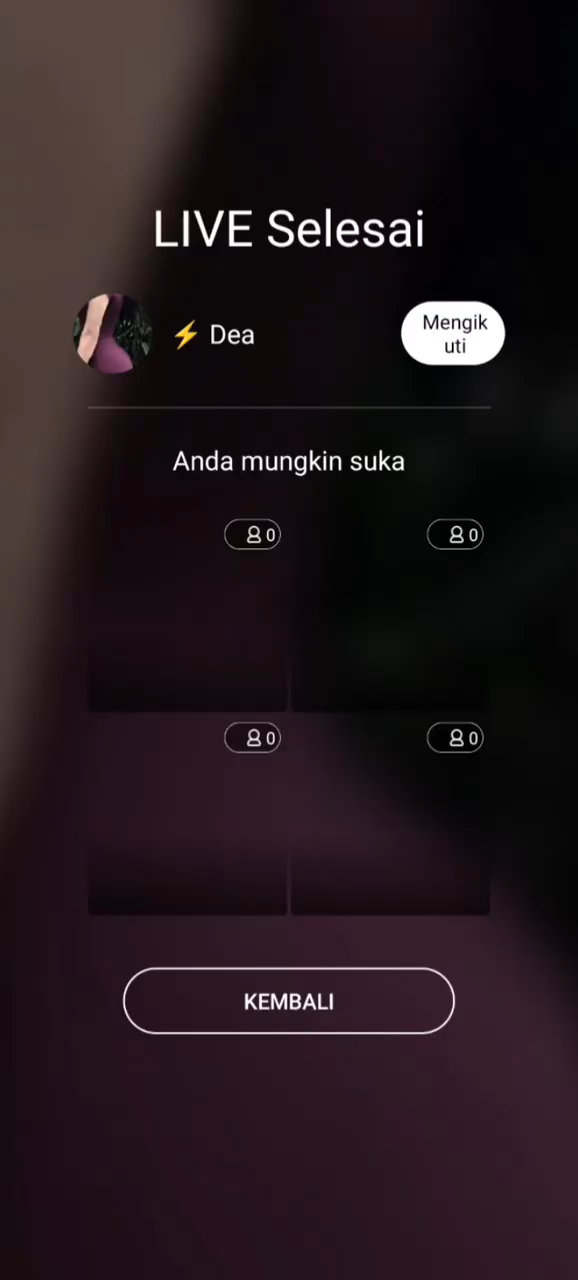 LIVE Selesai
⚡ Dea
Mengik
uti
Anda mungkin suka
0
0
0
0
KEMBALI